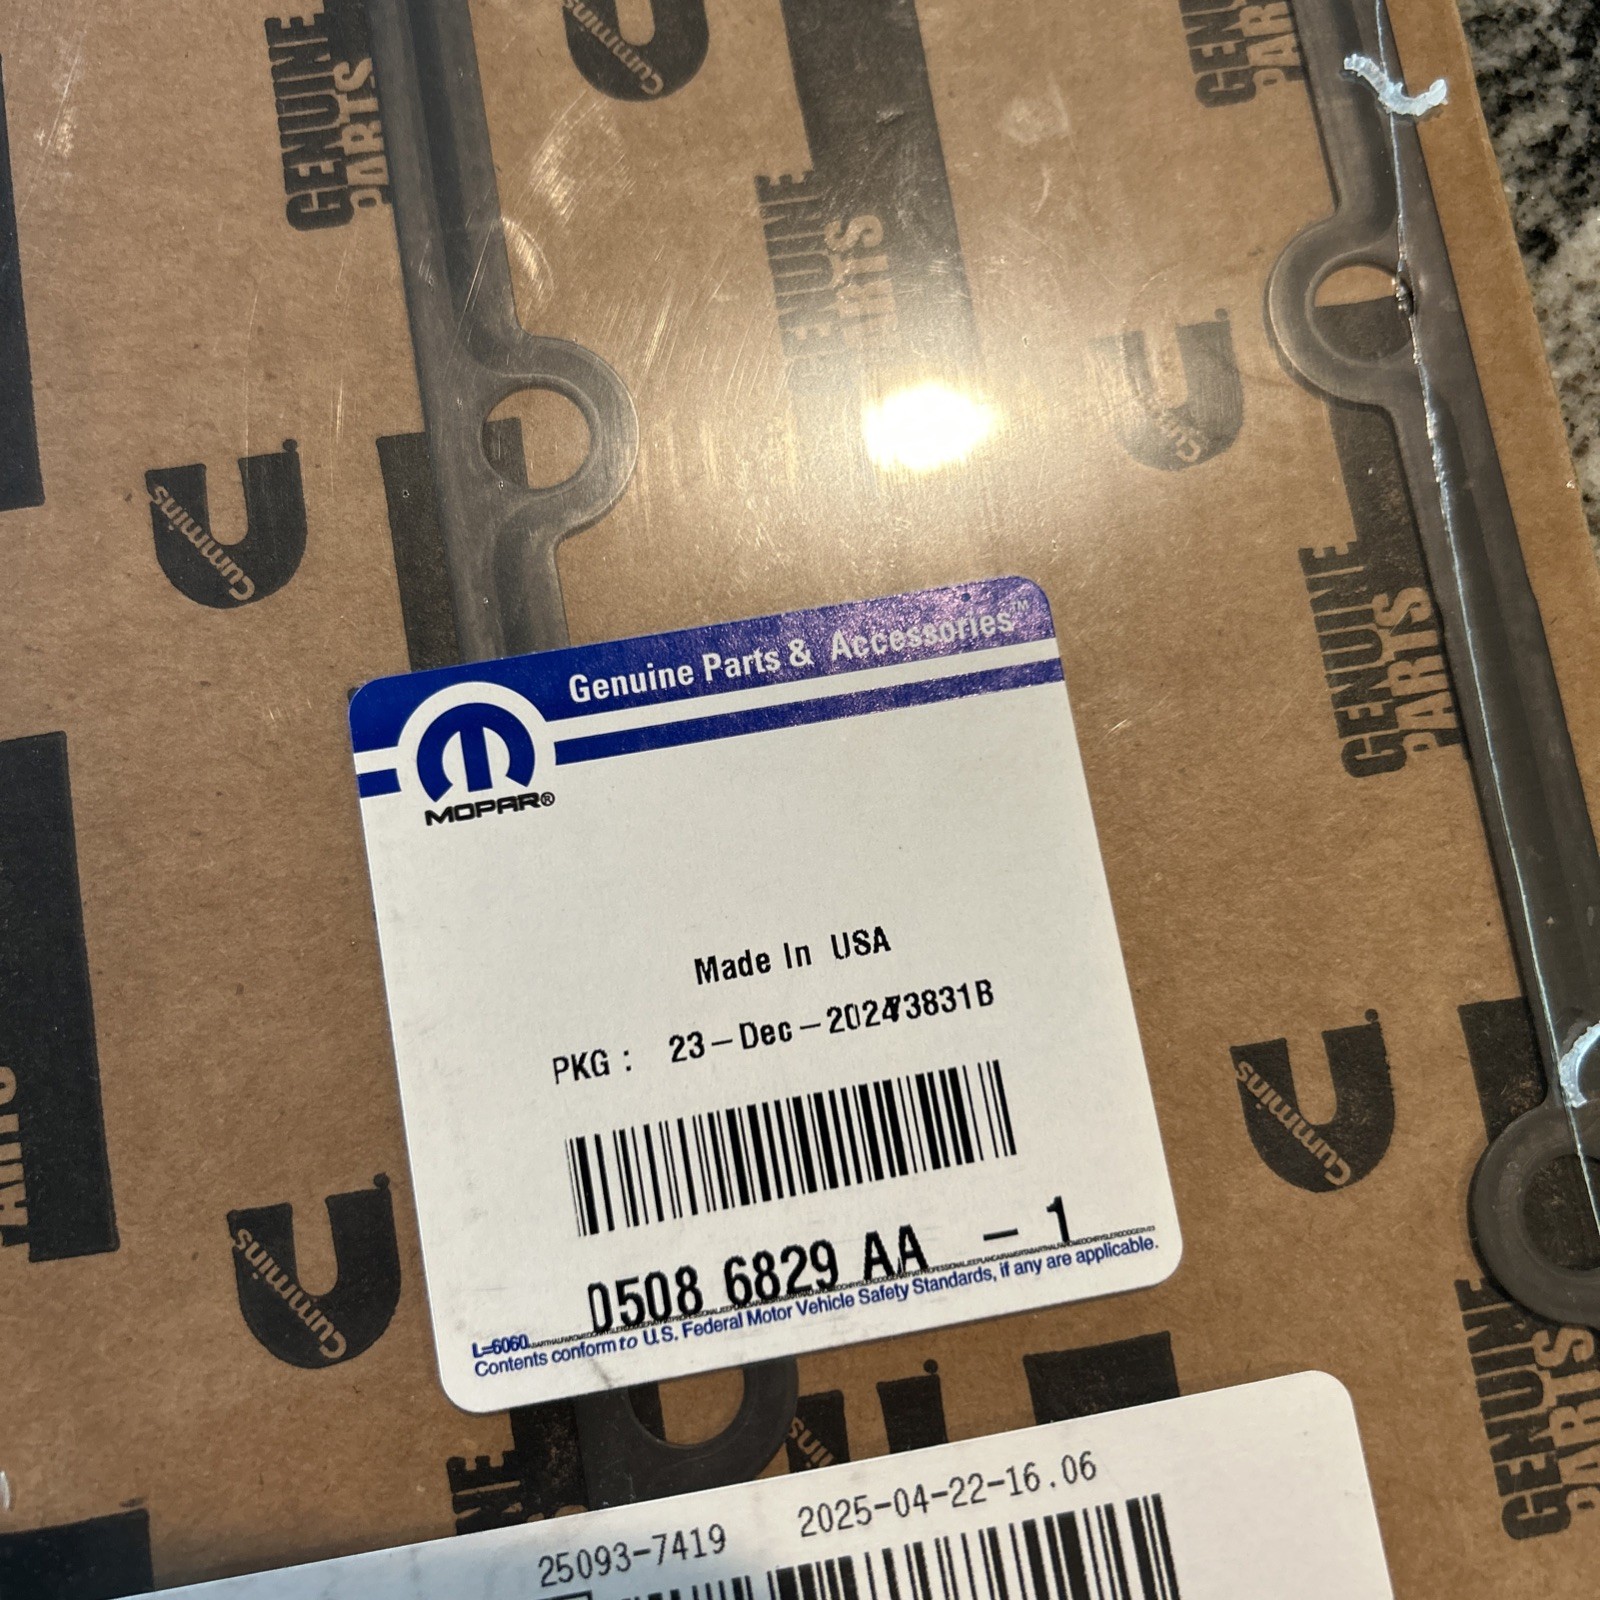 GENUINE
PARTS
Cummins
GENUINE
PARTS
GENUINE
PARTS
Cummins
Cummins
Genuine Parts & Accessories™
MOPAR®
GENUINE
PARTS
Made In USA
PKG : 23-Dec-2024 73831B
Cummins
Cummins
0508 6829 AA - 1
L=6060
Contents conform to U.S. Federal Motor Vehicle Safety Standards, if any are applicable.
GENUINE
PARTS
25093-7419 2025-04-22-16.06